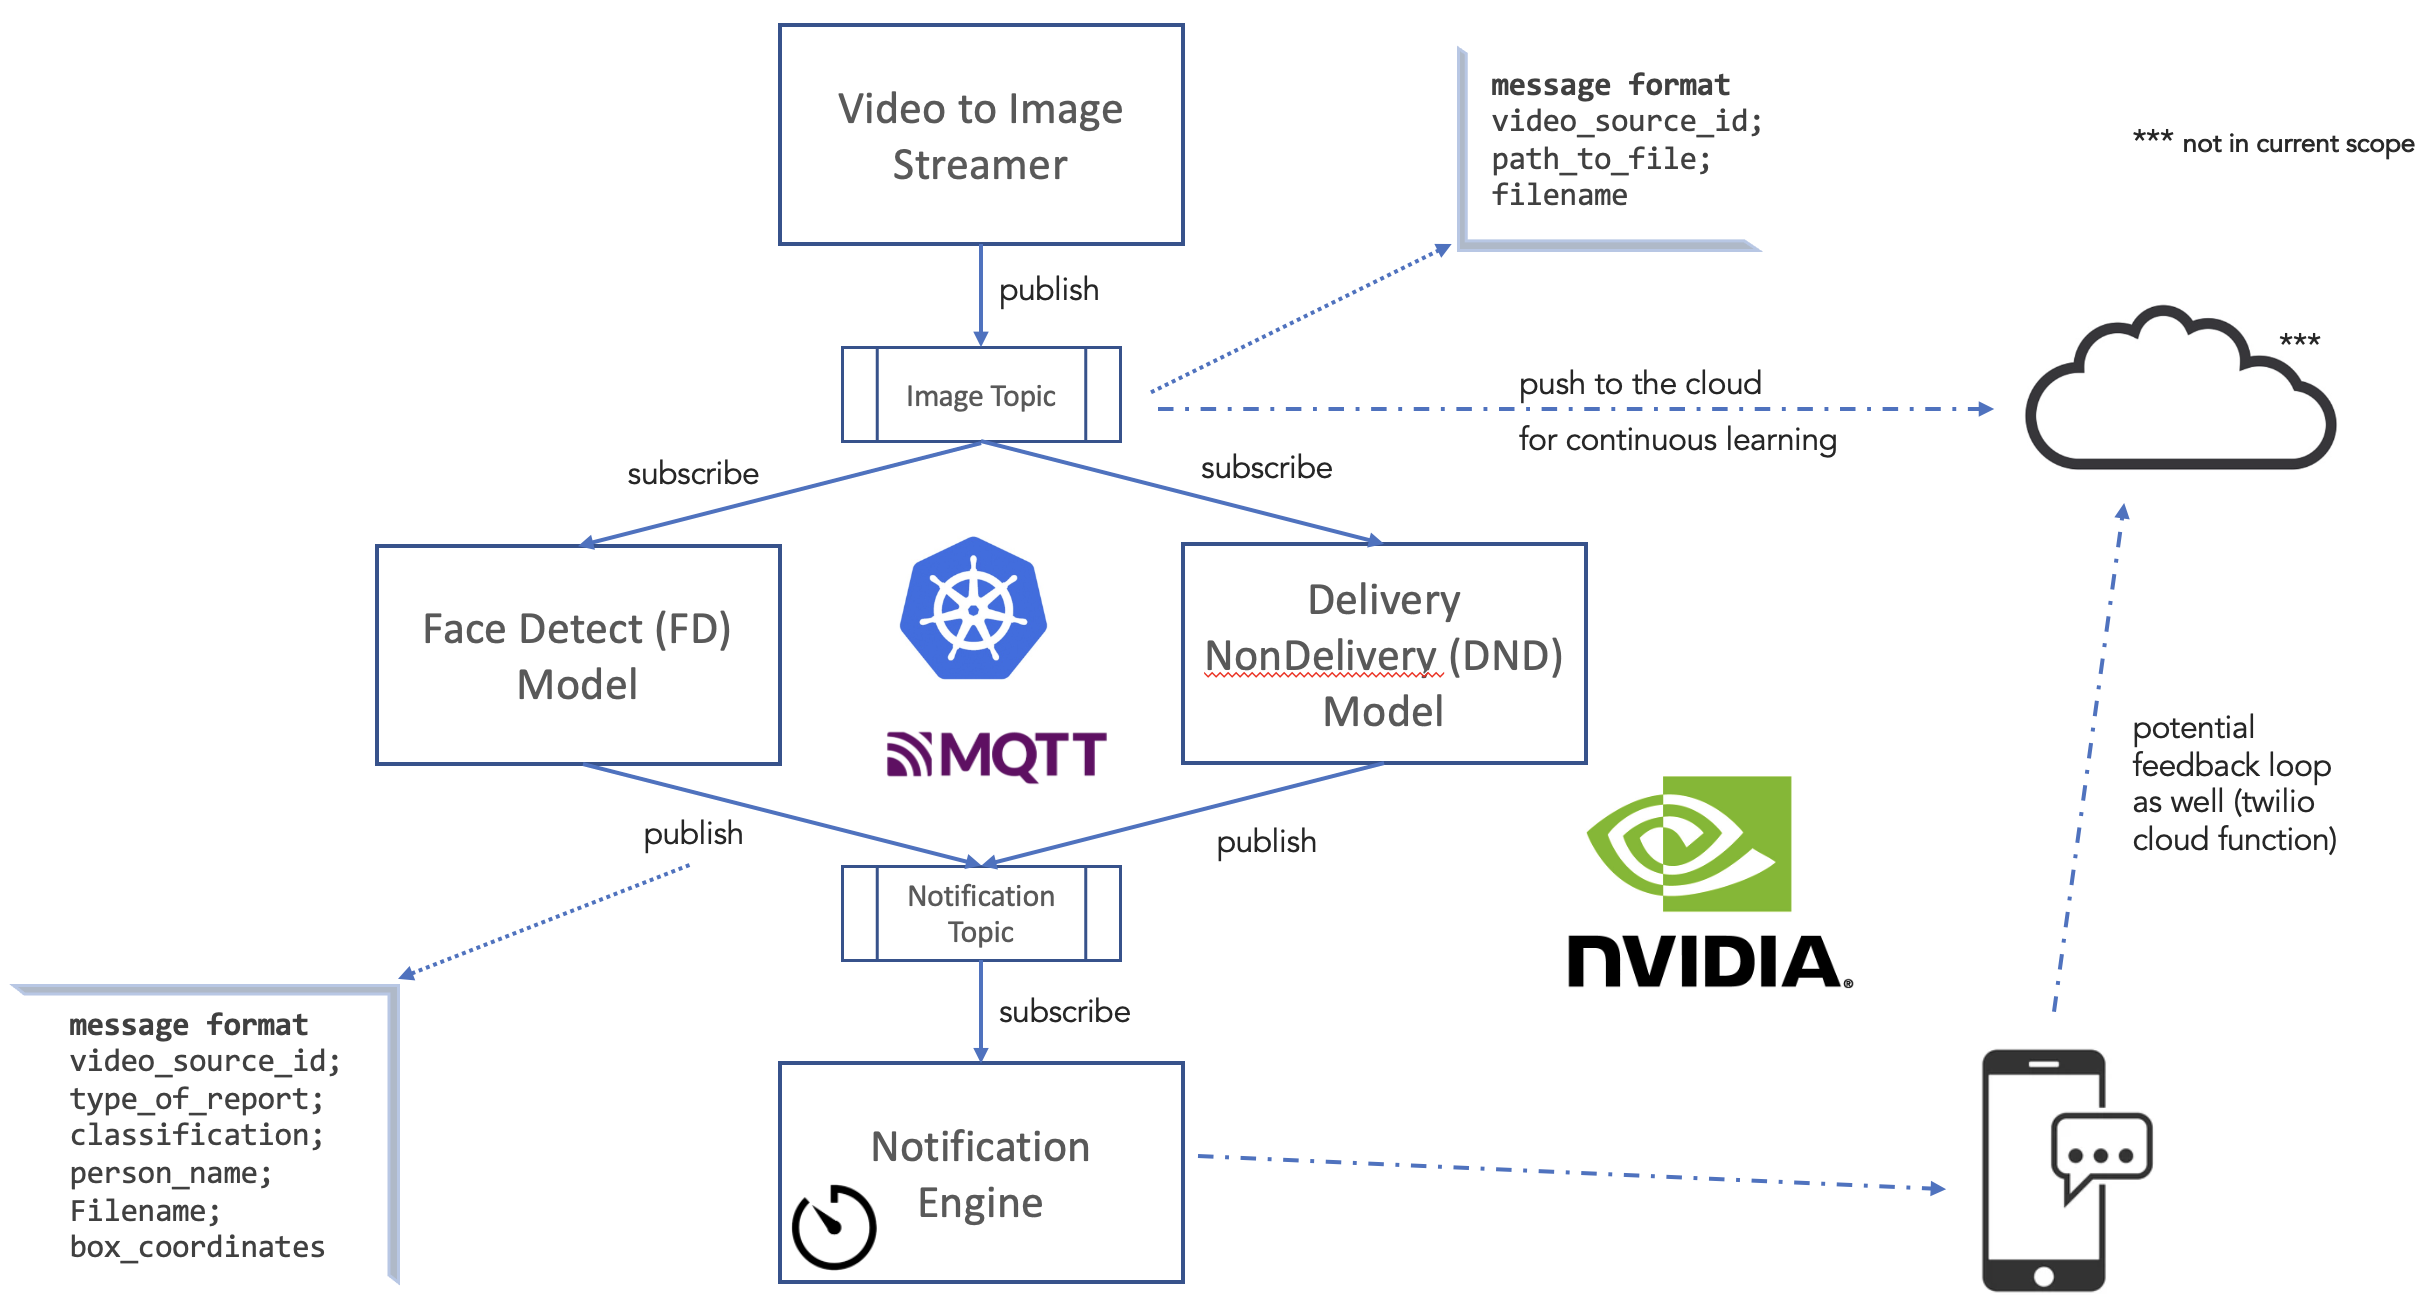 Video to Image
Streamer
message format
video_source_id;
path_to_file;
filename
*** not in current scope
publish
Image Topic
***
push to the cloud
for continuous learning
subscribe
subscribe
Face Detect (FD)
Model
Delivery
NonDelivery (DND)
Model
MQTT
potential
feedback loop
as well (twilio
cloud function)
publish
publish
Notification
Topic
NVIDIA®
subscribe
message format
video_source_id;
type_of_report;
classification;
person_name;
Filename;
box_coordinates
Notification
Engine